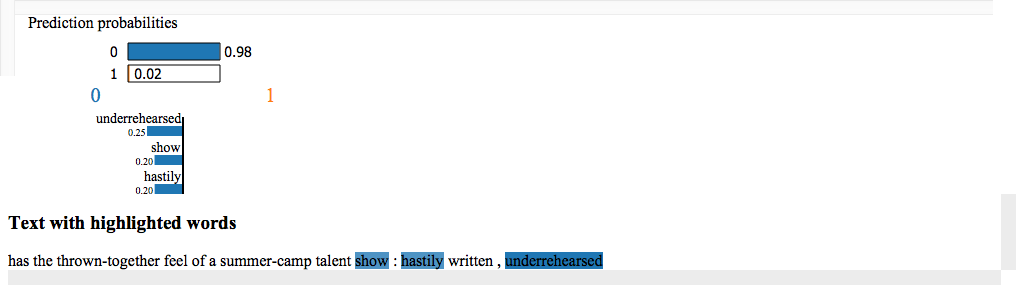 Prediction probabilities
0 0.98
1 0.02
0 1
underrehearsed
0.25
show
0.20
hastily
0.20
Text with highlighted words
has the thrown-together feel of a summer-camp talent show : hastily written , underrehearsed